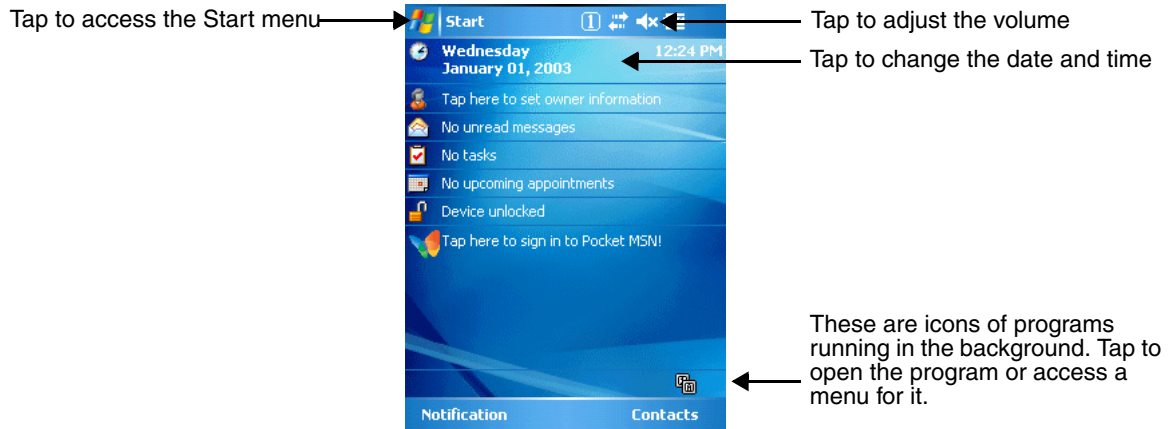 Tap to access the Start menu
Start
1
Tap to adjust the volume
Wednesday
January 01, 2003
12:24 PM
Tap to change the date and time
Tap here to set owner information
No unread messages
No tasks
No upcoming appointments
Device unlocked
Tap here to sign in to Pocket MSN!
These are icons of programs
running in the background. Tap to
open the program or access a
menu for it.
Notification
Contacts